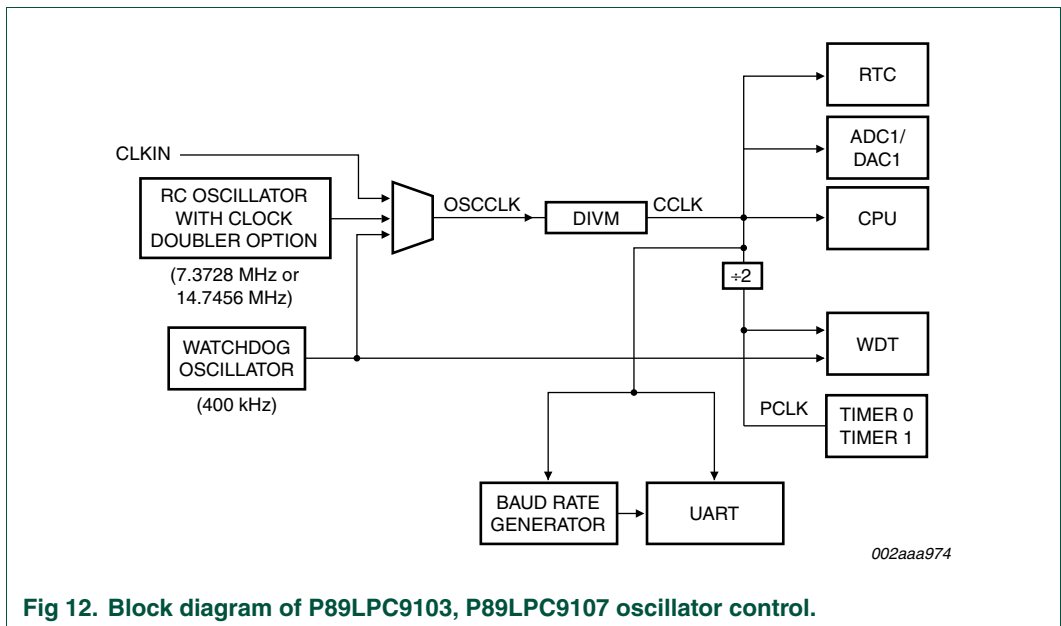 RTC
ADC1/
DAC1
CLKIN
RC OSCILLATOR
WITH CLOCK
DOUBLER OPTION
OSCCLK
DIVM
CCLK
CPU
(7.3728 MHz or
14.7456 MHz)
÷2
WATCHDOG
OSCILLATOR
WDT
(400 kHz)
PCLK
TIMER 0
TIMER 1
BAUD RATE
GENERATOR
UART
002aaa974
Fig 12. Block diagram of P89LPC9103, P89LPC9107 oscillator control.